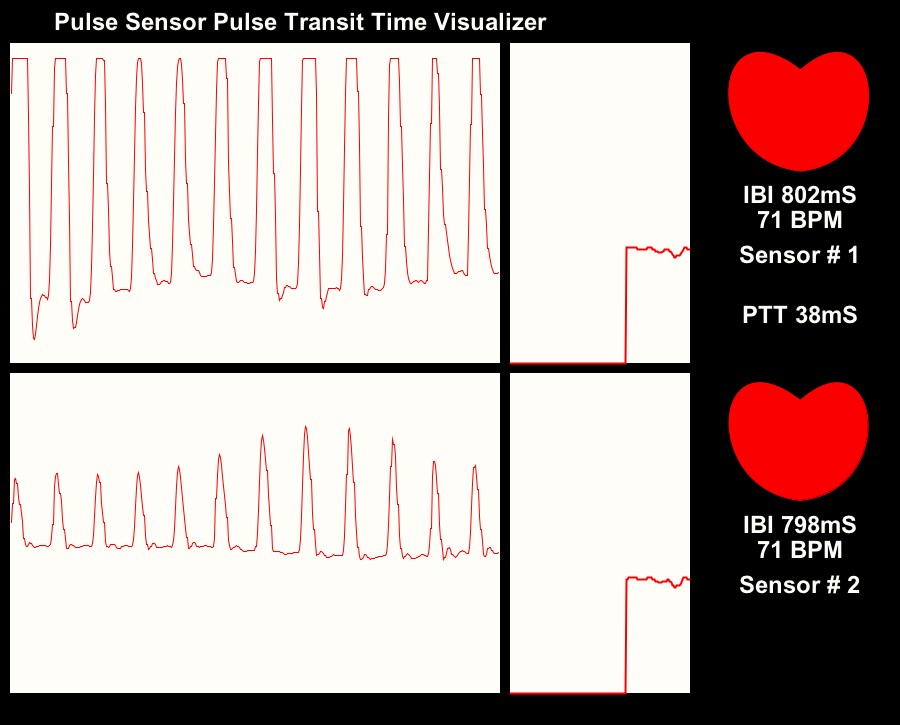 Pulse Sensor Pulse Transit Time Visualizer
IBI 802mS
71 BPM
Sensor # 1
PTT 38mS
IBI 798mS
71 BPM
Sensor # 2